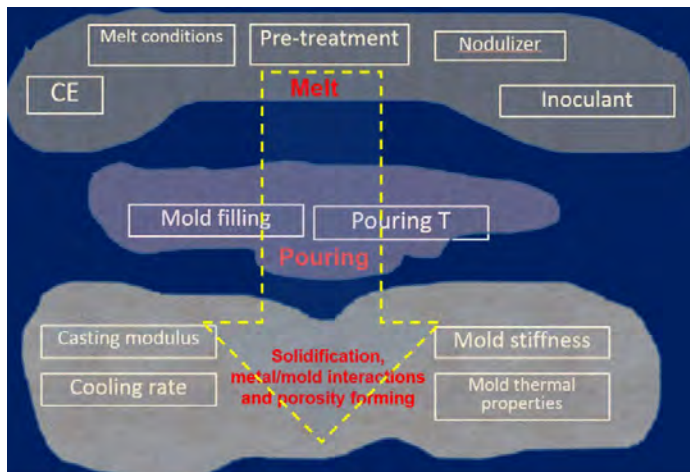 Melt conditions
Pre-treatment
Nodulizer
CE
Melt
Inoculant
Mold filling
Pouring T
Pouring
Casting modulus
Solidification,
metal/mold interactions
and porosity forming
Mold stiffness
Cooling rate
Mold thermal
properties